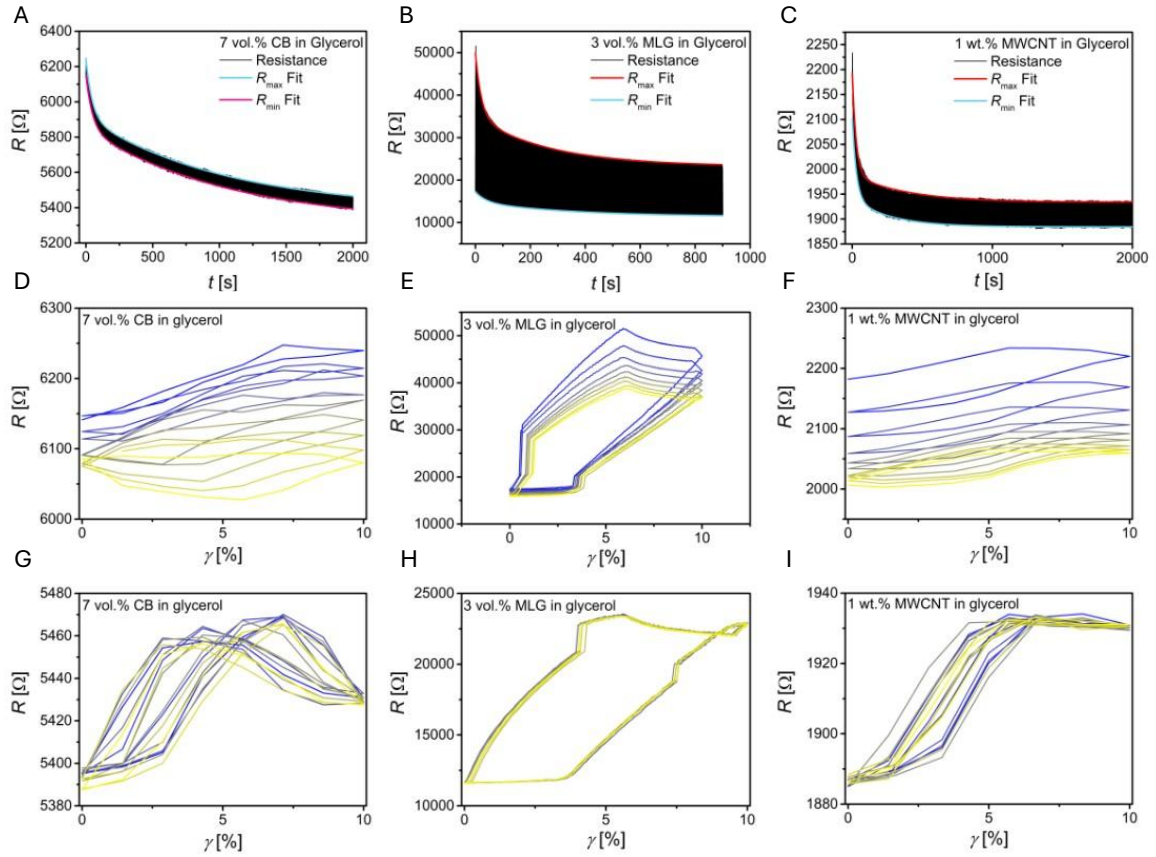 A
6400
6200
6000
5800
5600
5400
5200
R [Ω]
7 vol.% CB in Glycerol
Resistance
Rmax Fit
Rmin Fit
0 500 1000 1500 2000
t [s]
B
50000
40000
30000
20000
10000
R [Ω]
3 vol.% MLG in Glycerol
Resistance
Rmax Fit
Rmin Fit
0 200 400 600 800 1000
t [s]
C
2250
2200
2150
2100
2050
2000
1950
1900
1850
R [Ω]
1 wt.% MWCNT in Glycerol
Resistance
Rmax Fit
Rmin Fit
0 1000 2000
t [s]
D
6300
6200
6100
6000
R [Ω]
7 vol.% CB in glycerol
0 5 10
γ [%]
E
50000
40000
30000
20000
10000
R [Ω]
3 vol.% MLG in glycerol
0 5 10
γ [%]
F
2300
2200
2100
2000
R [Ω]
1 wt.% MWCNT in glycerol
0 5 10
γ [%]
G
5480
5460
5440
5420
5400
5380
R [Ω]
7 vol.% CB in glycerol
0 5 10
γ [%]
H
25000
20000
15000
10000
R [Ω]
3 vol.% MLG in glycerol
0 5 10
γ [%]
I
1940
1920
1900
1880
R [Ω]
1 wt.% MWCNT in glycerol
0 5 10
γ [%]